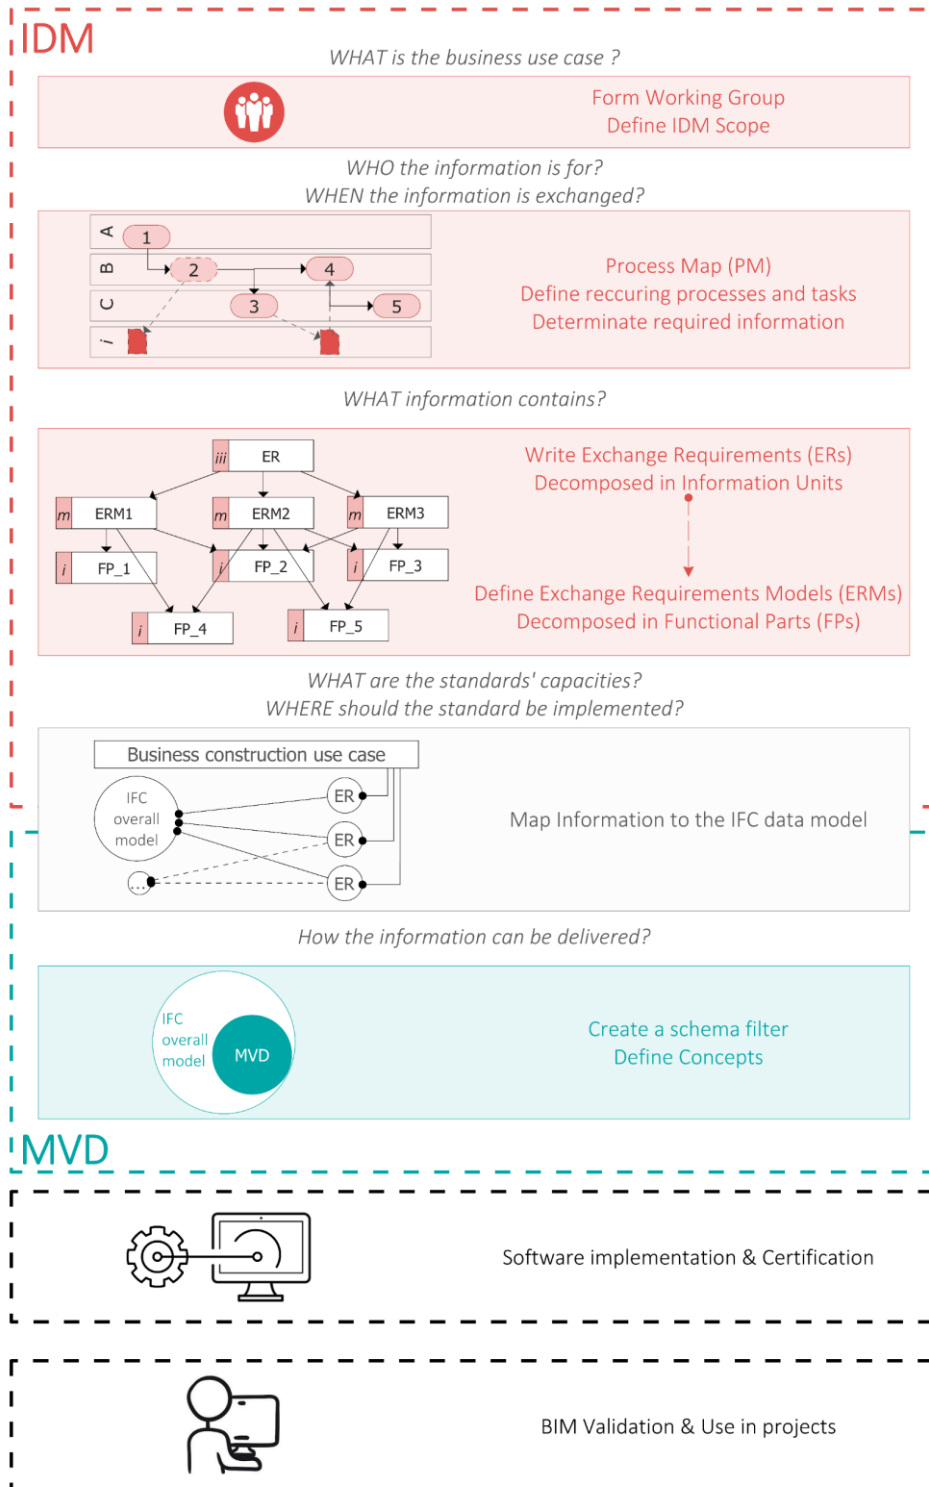 IDM
WHAT is the business use case ?
Form Working Group
Define IDM Scope
WHO the information is for?
WHEN the information is exchanged?
A
1
B
2
4
C
3
5
i
Process Map (PM)
Define reccuring processes and tasks
Determinate required information
WHAT information contains?
iii ER
m ERM1
m ERM2
m ERM3
i FP_1
i FP_2
i FP_3
i FP_4
i FP_5
Write Exchange Requirements (ERs)
Decomposed in Information Units
Define Exchange Requirements Models (ERMs)
Decomposed in Functional Parts (FPs)
WHAT are the standards' capacities?
WHERE should the standard be implemented?
Business construction use case
IFC
overall
model
ER
ER
ER
...
Map Information to the IFC data model
How the information can be delivered?
IFC
overall
model
MVD
Create a schema filter
Define Concepts
MVD
Software implementation & Certification
BIM Validation & Use in projects